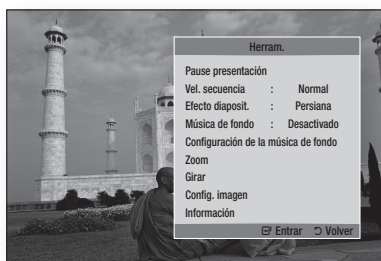 Herram.
Pause presentación
Vel. secuencia : Normal
Efecto diaposit. : Persiana
Música de fondo : Desactivado
Configuración de la música de fondo
Zoom
Girar
Config. imagen
Información
Entrar Volver